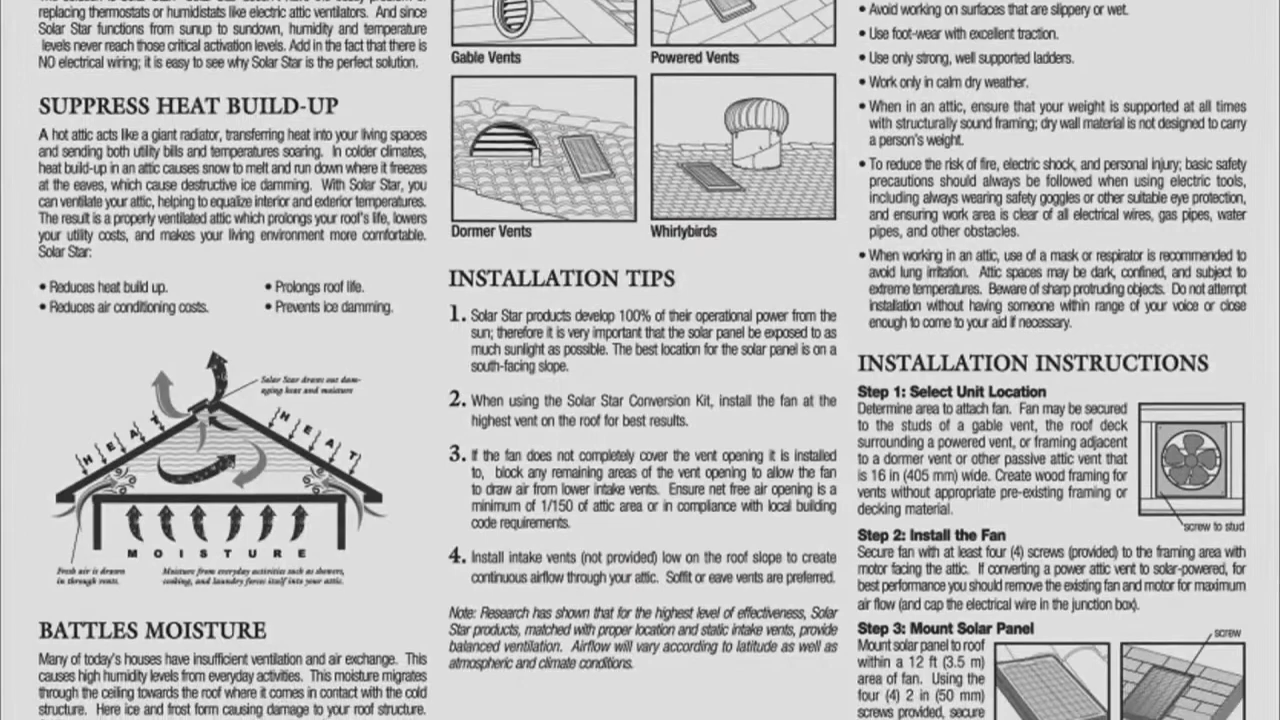 replacing thermostats or humidistats like electric attic ventilators. And since
Solar Star functions from sunup to sundown, humidity and temperature
levels never reach those critical activation levels. Add in the fact that there is
NO electrical wiring; it is easy to see why Solar Star is the perfect solution.
SUPPRESS HEAT BUILD-UP
A hot attic acts like a giant radiator, transferring heat into your living spaces
and sending both utility bills and temperatures soaring. In colder climates,
heat build-up in an attic causes snow to melt and run down where it freezes
at the eaves, which cause destructive ice damming. With Solar Star, you
can ventilate your attic, helping to equalize interior and exterior temperatures.
The result is a properly ventilated attic which prolongs your roof's life, lowers
your utility costs, and makes your living environment more comfortable.
Solar Star:
• Reduces heat build up.
• Reduces air conditioning costs.
• Prolongs roof life.
• Prevents ice damming.
Solar Star draws out dam-
aging heat and moisture
HEAT
HEAT
MOISTURE
Fresh air is drawn
in through vents.
Moisture from everyday activities such as showers,
cooking, and laundry forces itself into your attic.
BATTLES MOISTURE
Many of today's houses have insufficient ventilation and air exchange. This
causes high humidity levels from everyday activities. This moisture migrates
through the ceiling towards the roof where it comes in contact with the cold
structure. Here ice and frost form causing damage to your roof structure.
Gable Vents
Powered Vents
Dormer Vents
Whirlybirds
INSTALLATION TIPS
1. Solar Star products develop 100% of their operational power from the
sun; therefore it is very important that the solar panel be exposed to as
much sunlight as possible. The best location for the solar panel is on a
south-facing slope.
2. When using the Solar Star Conversion Kit, install the fan at the
highest vent on the roof for best results.
3. If the fan does not completely cover the vent opening it is installed
to, block any remaining areas of the vent opening to allow the fan
to draw air from lower intake vents. Ensure net free air opening is a
minimum of 1/150 of attic area or in compliance with local building
code requirements.
4. Install intake vents (not provided) low on the roof slope to create
continuous airflow through your attic. Soffit or eave vents are preferred.
Note: Research has shown that for the highest level of effectiveness, Solar
Star products, matched with proper location and static intake vents, provide
balanced ventilation. Airflow will vary according to latitude as well as
atmospheric and climate conditions.
• Avoid working on surfaces that are slippery or wet.
• Use foot-wear with excellent traction.
• Use only strong, well supported ladders.
• Work only in calm dry weather.
• When in an attic, ensure that your weight is supported at all times
with structurally sound framing; dry wall material is not designed to carry
a person's weight.
• To reduce the risk of fire, electric shock, and personal injury; basic safety
precautions should always be followed when using electric tools,
including always wearing safety goggles or other suitable eye protection,
and ensuring work area is clear of all electrical wires, gas pipes, water
pipes, and other obstacles.
• When working in an attic, use of a mask or respirator is recommended to
avoid lung irritation. Attic spaces may be dark, confined, and subject to
extreme temperatures. Beware of sharp protruding objects. Do not attempt
installation without having someone within range of your voice or close
enough to come to your aid if necessary.
INSTALLATION INSTRUCTIONS
Step 1: Select Unit Location
Determine area to attach fan. Fan may be secured
to the studs of a gable vent, the roof deck
surrounding a powered vent, or framing adjacent
to a dormer vent or other passive attic vent that
is 16 in (405 mm) wide. Create wood framing for
vents without appropriate pre-existing framing or
decking material.
screw to stud
Step 2: Install the Fan
Secure fan with at least four (4) screws (provided) to the framing area with
motor facing the attic. If converting a power attic vent to solar-powered, for
best performance you should remove the existing fan and motor for maximum
air flow (and cap the electrical wire in the junction box).
Step 3: Mount Solar Panel
Mount solar panel to roof
within a 12 ft (3.5 m)
area of fan. Using the
four (4) 2 in (50 mm)
screws provided, secure
screw